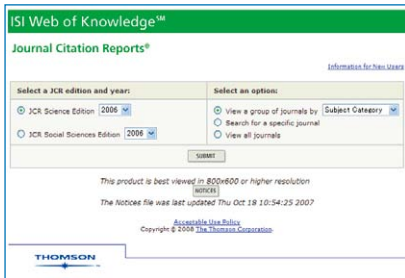 ISI Web of Knowledge℠
Journal Citation Reports®
Information for New Users
Select a JCR edition and year:
Select an option:
JCR Science Edition 2006
View a group of journals by Subject Category
Search for a specific journal
JCR Social Sciences Edition 2006
View all journals
SUBMIT
This product is best viewed in 800x600 or higher resolution
NOTICES
The Notices file was last updated Thu Oct 18 10:54:25 2007
Acceptable Use Policy
Copyright © 2008 The Thomson Corporation.
THOMSON